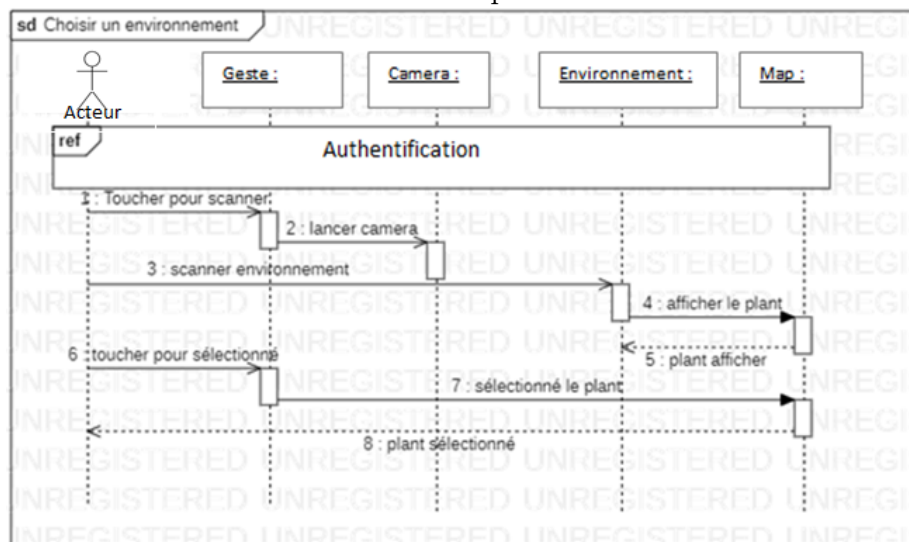 sd Choisir un environnement
Geste :
Camera :
Environnement :
Map :
Acteur
ref
Authentification
1 : Toucher pour scanner
2 : lancer camera
3 : scanner environnement
4 : afficher le plant
5 : plant afficher
6 : toucher pour sélectionné
7 : sélectionné le plant
8 : plant sélectionné
UNREGISTERED UNREGISTERED UNREGISTERED